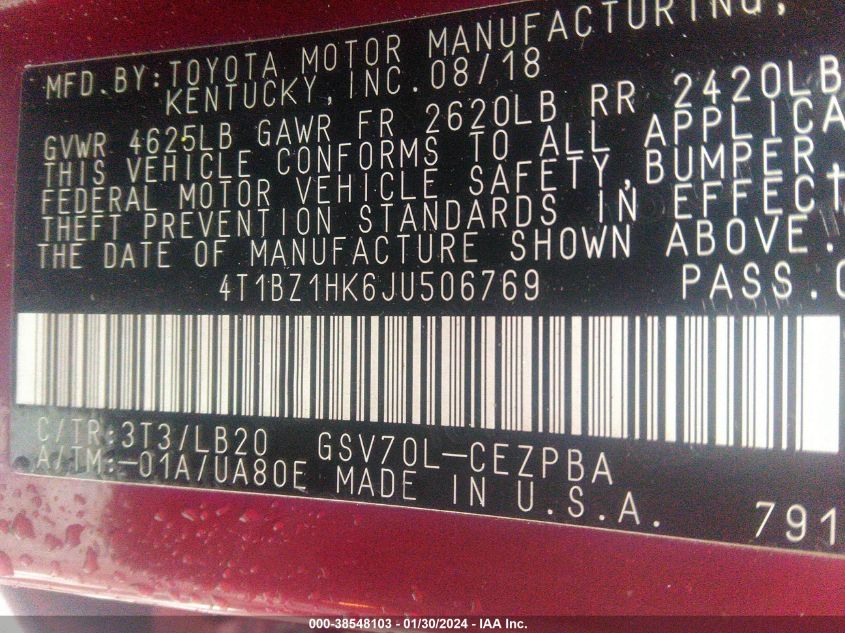 MFD.BY:TOYOTA MOTOR MANUFACTURING,
KENTUCKY,INC.08/18
GVWR 4625LB GAWR FR 2620LB RR 2420LB
THIS VEHICLE CONFORMS TO ALL APPLICA
FEDERAL MOTOR VEHICLE SAFETY,BUMPER,
THEFT PREVENTION STANDARDS IN EFFECT
THE DATE OF MANUFACTURE SHOWN ABOVE.
4T1BZ1HK6JU506769 PASS.C
C/TR:3T3/LB20 GSV70L-CEZPBA
A/TM:-01A/UA80E MADE IN U.S.A.
791
000-38548103 - 01/30/2024 - IAA Inc.